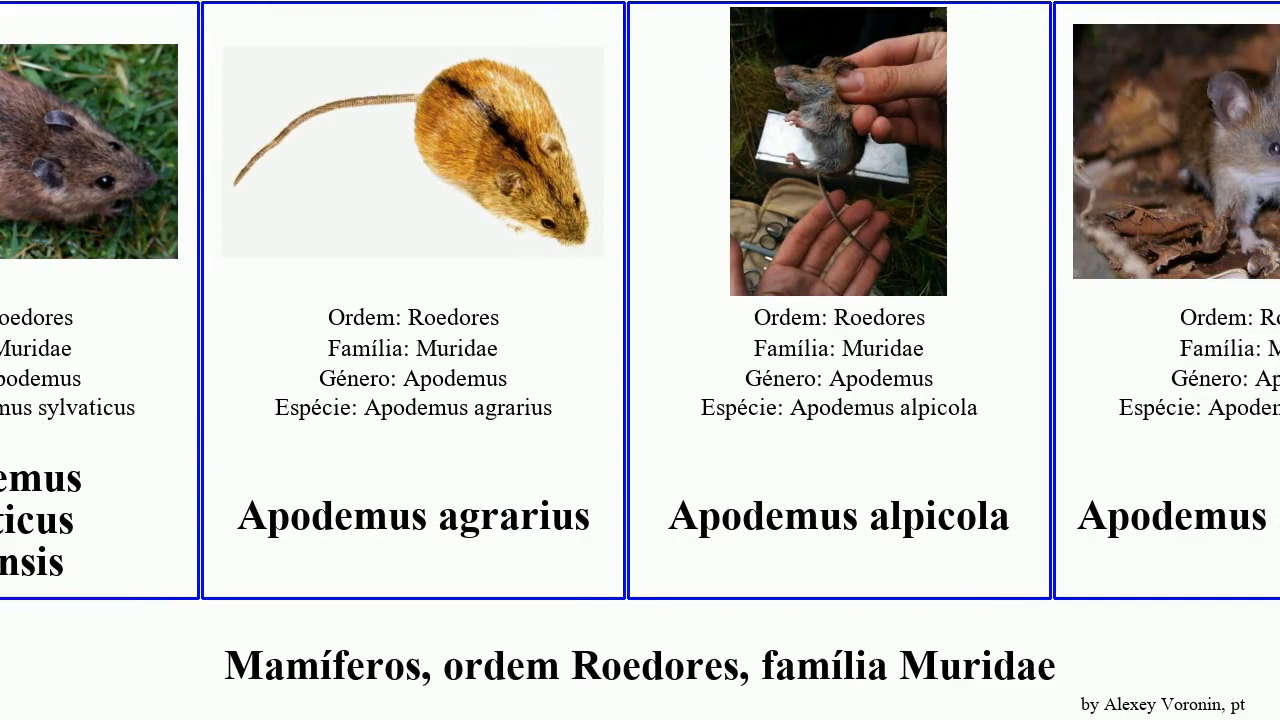 oedores
Muridae
podemus
mus sylvaticus
emus
ticus
nsis
Ordem: Roedores
Família: Muridae
Género: Apodemus
Espécie: Apodemus agrarius
Apodemus agrarius
Ordem: Roedores
Família: Muridae
Género: Apodemus
Espécie: Apodemus alpicola
Apodemus alpicola
Ordem: Ro
Família: M
Género: Ap
Espécie: Apodem
Apodemus
Mamíferos, ordem Roedores, família Muridae
by Alexey Voronin, pt